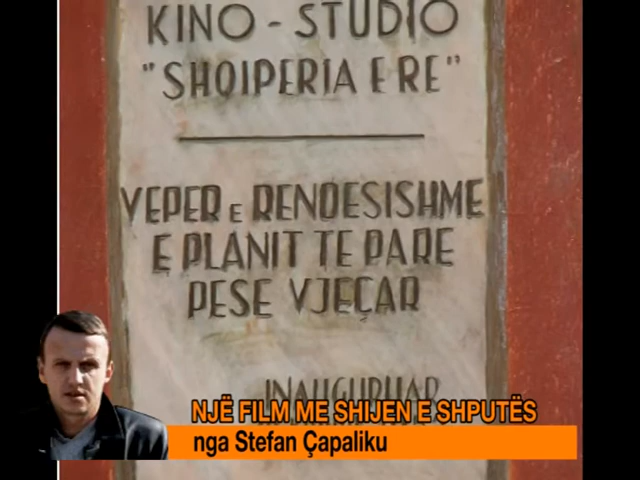 KINO - STUDIO
"SHQIPERIA E RE"
VEPER E RENDESISHME
E PLANIT TE PARE
PESE VJEÇAR
INAUGURUAR
NJË FILM ME SHIJEN E SHPUTËS
nga Stefan Çapaliku